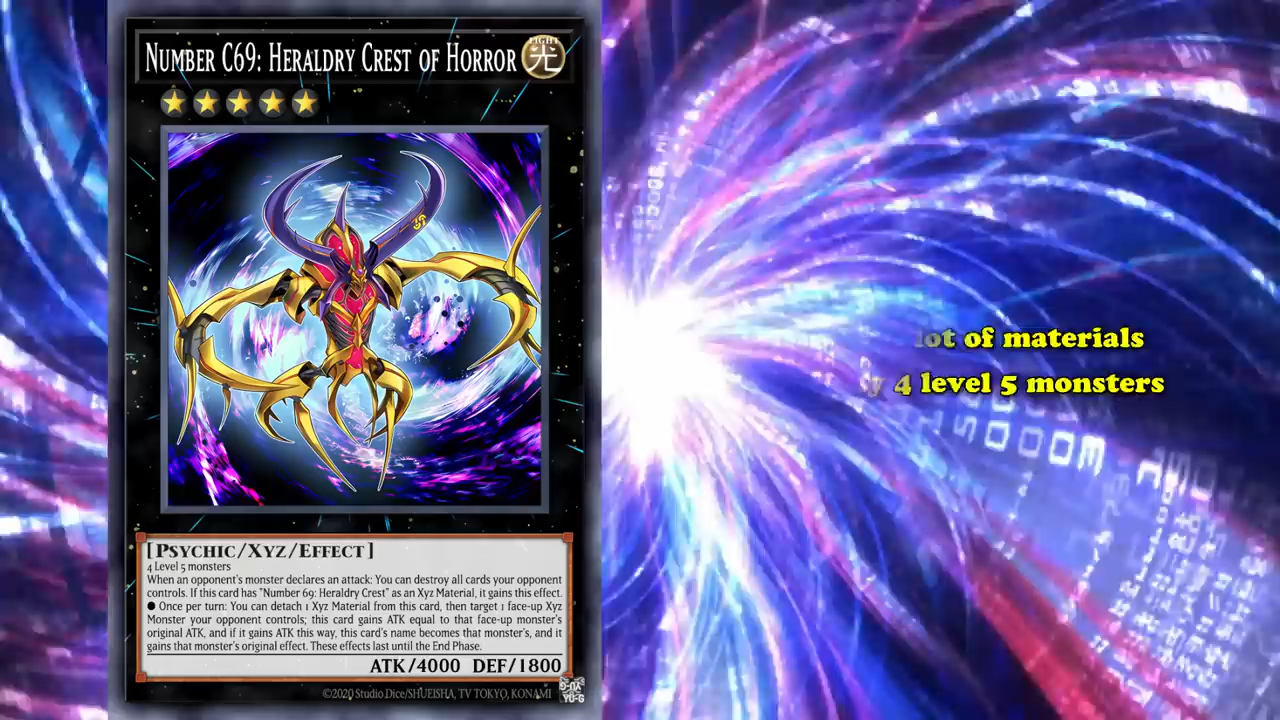 NUMBER C69: HERALDRY CREST OF HORROR
LIGHT
光
[PSYCHIC/XYZ/EFFECT]
4 Level 5 monsters
When an opponent's monster declares an attack: You can destroy all cards your opponent
controls. If this card has "Number 69: Heraldry Crest" as an Xyz Material, it gains this effect.
● Once per turn: You can detach 1 Xyz Material from this card, then target 1 face-up Xyz
Monster your opponent controls; this card gains ATK equal to that face-up monster's
original ATK, and if it gains ATK this way, this card's name becomes that monster's, and it
gains that monster's original effect. These effects last until the End Phase.
ATK/4000 DEF/1800
©2020 Studio Dice/SHUEISHA, TV TOKYO, KONAMI
lot of materials
y 4 level 5 monsters